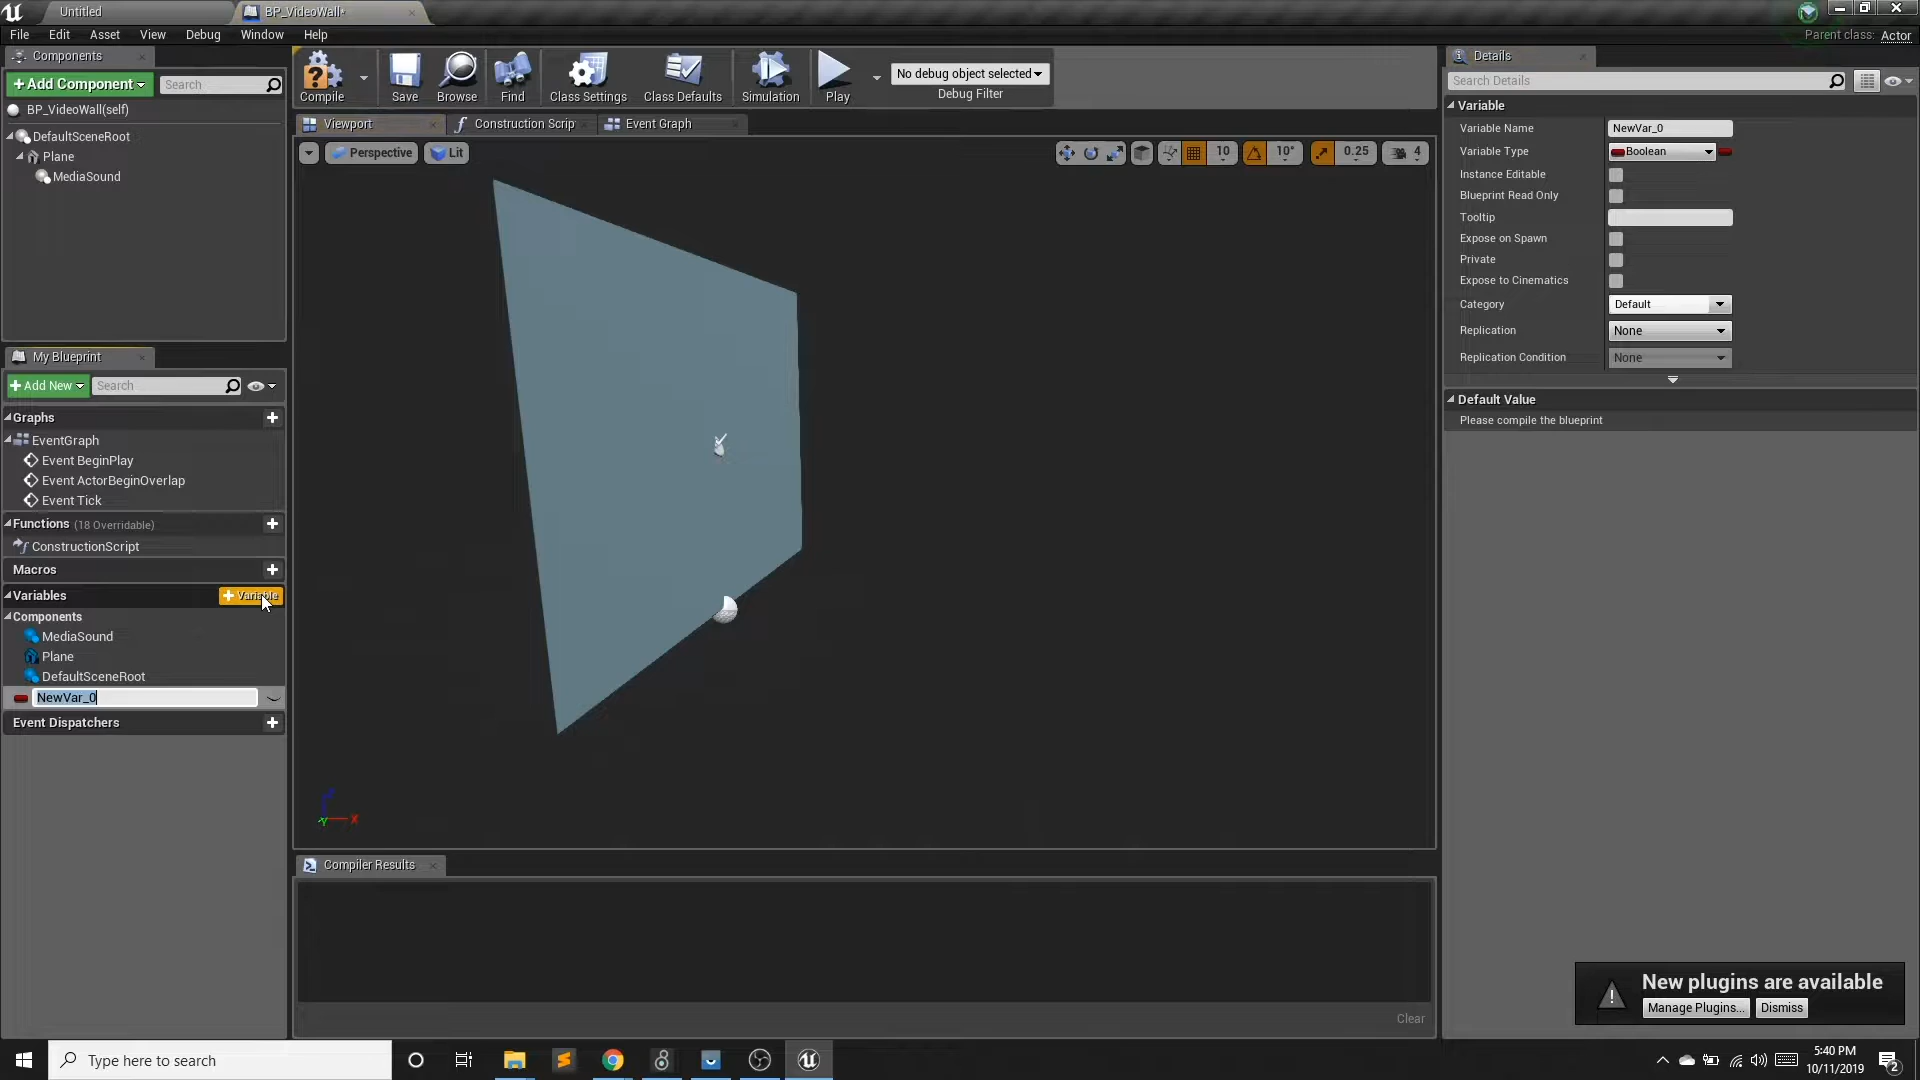 Untitled
BP_VideoWall*
File Edit Asset View Debug Window Help
Parent class: Actor
Components
+ Add Component
Search
BP_VideoWall(self)
DefaultSceneRoot
Plane
MediaSound
Compile
Save
Browse
Find
Class Settings
Class Defaults
Simulation
Play
No debug object selected
Debug Filter
Viewport
Construction Scrip
Event Graph
Perspective
Lit
10
10°
0.25
4
My Blueprint
+ Add New
Search
Graphs
EventGraph
Event BeginPlay
Event ActorBeginOverlap
Event Tick
Functions (18 Overridable)
ConstructionScript
Macros
Variables
+ Variable
Components
MediaSound
Plane
DefaultSceneRoot
NewVar_0
Event Dispatchers
X
Y
Compiler Results
Clear
Details
Search Details
Variable
Variable Name NewVar_0
Variable Type Boolean
Instance Editable
Blueprint Read Only
Tooltip
Expose on Spawn
Private
Expose to Cinematics
Category Default
Replication None
Replication Condition None
Default Value
Please compile the blueprint
New plugins are available
Manage Plugins... Dismiss
Type here to search
5:40 PM
10/11/2019
2